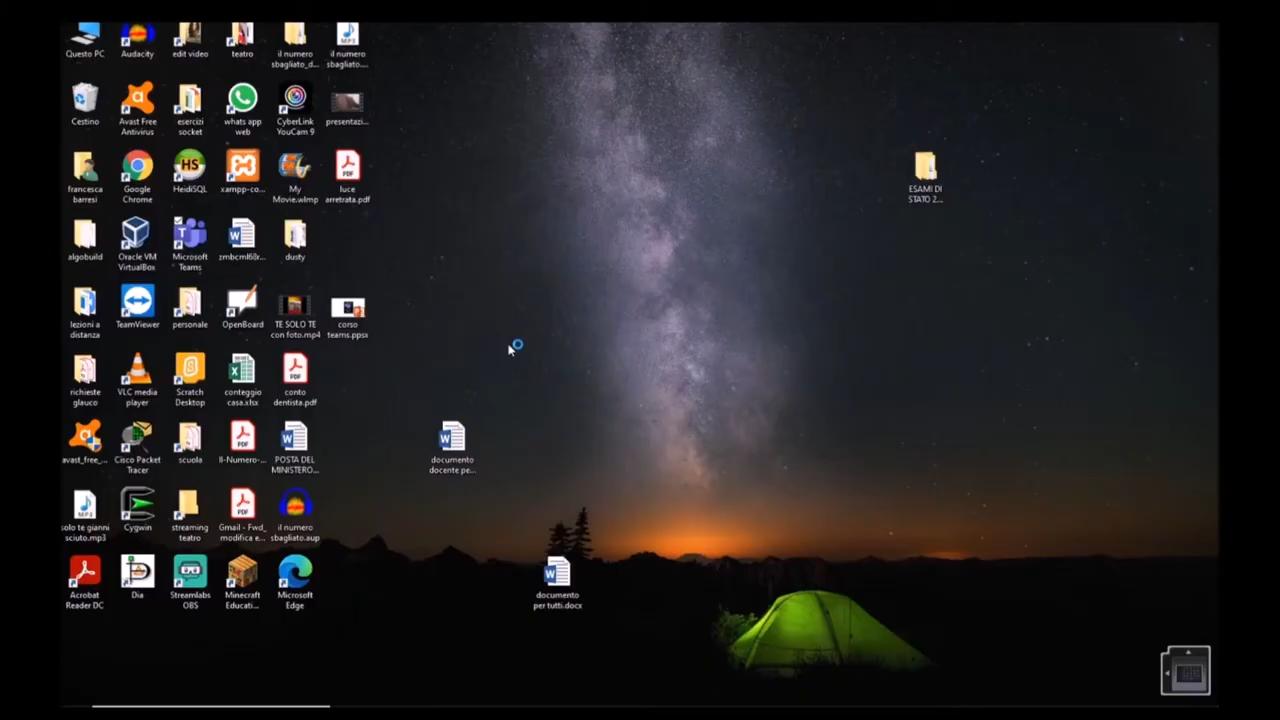 Questo PC
Audacity
edit video
teatro
il numero
sbagliato_d...
il numero
sbagliato....
Cestino
Avast Free
Antivirus
esercizi
socket
whats app
web
CyberLink
YouCam 9
presentazi...
francesca
barresi
Google
Chrome
HS
HeidiSQL
xampp-co...
My
Movie.wlmp
luce
arretrata.pdf
ESAMI DI
STATO 2...
algobuild
Oracle VM
VirtualBox
Microsoft
Teams
dusty
lezioni a
distanza
TeamViewer
personale
OpenBoard
TE SOLO TE
con foto.mp4
corso
teams.ppsx
richieste
glauco
VLC media
player
Scratch
Desktop
conteggio
casa.xlsx
PDF
conto
dentista.pdf
avast_free_...
Cisco Packet
Tracer
scuola
PDF
Il-Numero-...
POSTA DEL
MINISTERO...
documento
docente pe...
MP3
solo te gianni
sciuto.mp3
Cygwin
streaming
teatro
PDF
Gmail - Fwd_
modifica e...
il numero
sbagliato.aup
Acrobat
Reader DC
Dia
Streamlabs
OBS
Minecraft
Educati...
Microsoft
Edge
documento
per tutti.docx